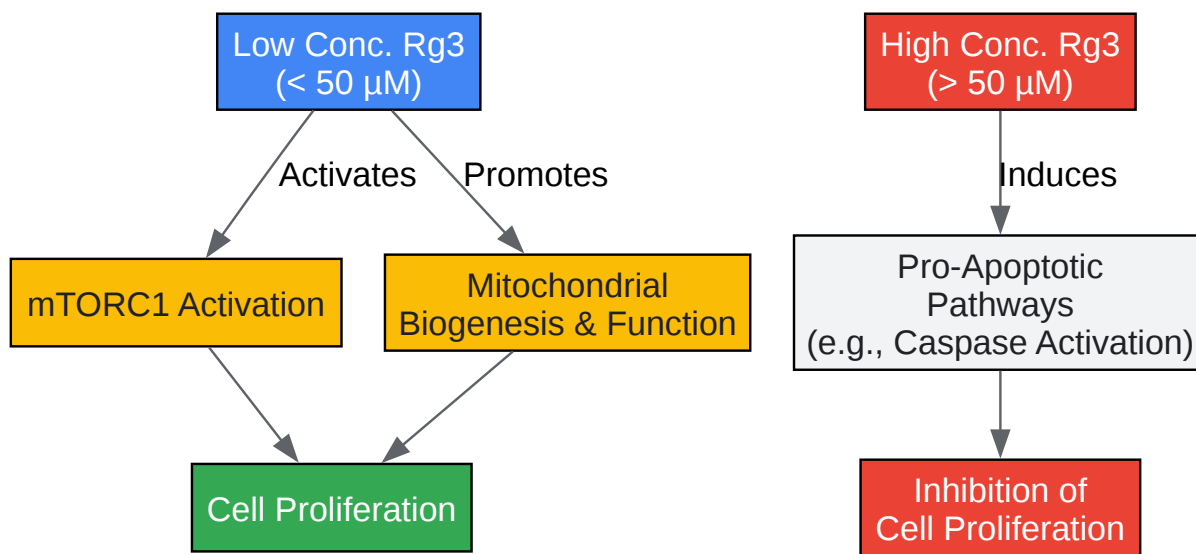 Low Conc. Rg3
(< 50 µM)
High Conc. Rg3
(> 50 µM)
Activates
Promotes
Induces
mTORC1 Activation
Mitochondrial
Biogenesis & Function
Pro-Apoptotic
Pathways
(e.g., Caspase Activation)
Cell Proliferation
Inhibition of
Cell Proliferation